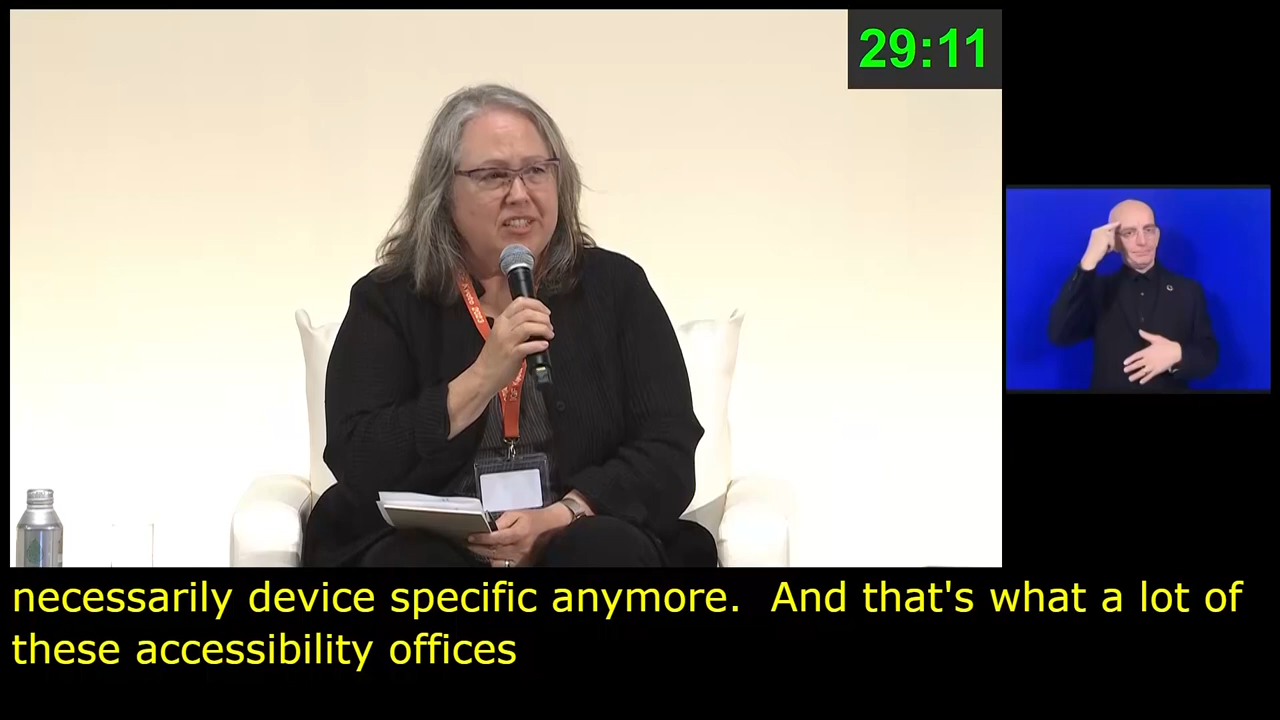 29:11
necessarily device specific anymore.  And that's what a lot of
these accessibility offices